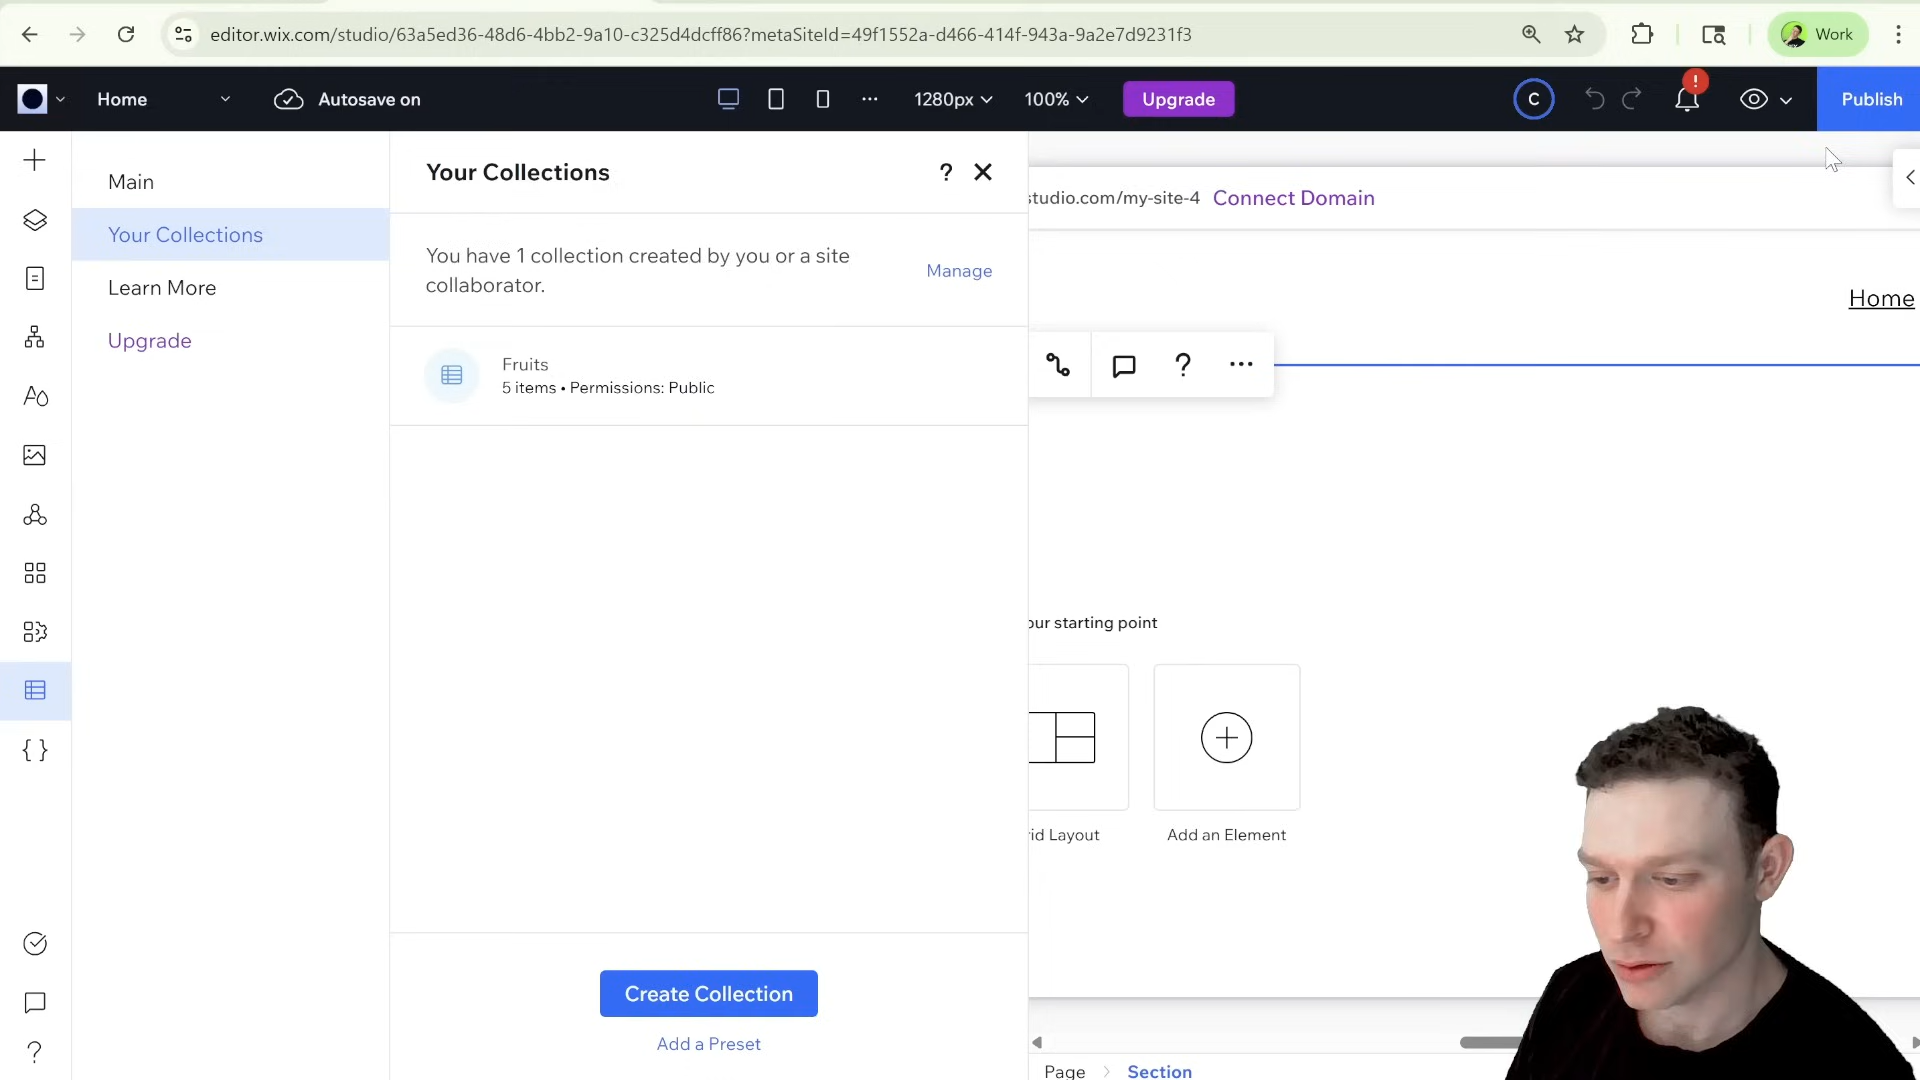 editor.wix.com/studio/63a5ed36-48d6-4bb2-9a10-c325d4dcff86?metaSiteId=49f1552a-d466-414f-943a-9a2e7d9231f3
Work
Home
Autosave on
1280px
100%
Upgrade
C
!
Publish
Main
Your Collections
Learn More
Upgrade
Your Collections
?
You have 1 collection created by you or a site
collaborator.
Manage
Fruits
5 items • Permissions: Public
Create Collection
Add a Preset
studio.com/my-site-4
Connect Domain
Home
?
our starting point
rid Layout
Add an Element
Page
Section